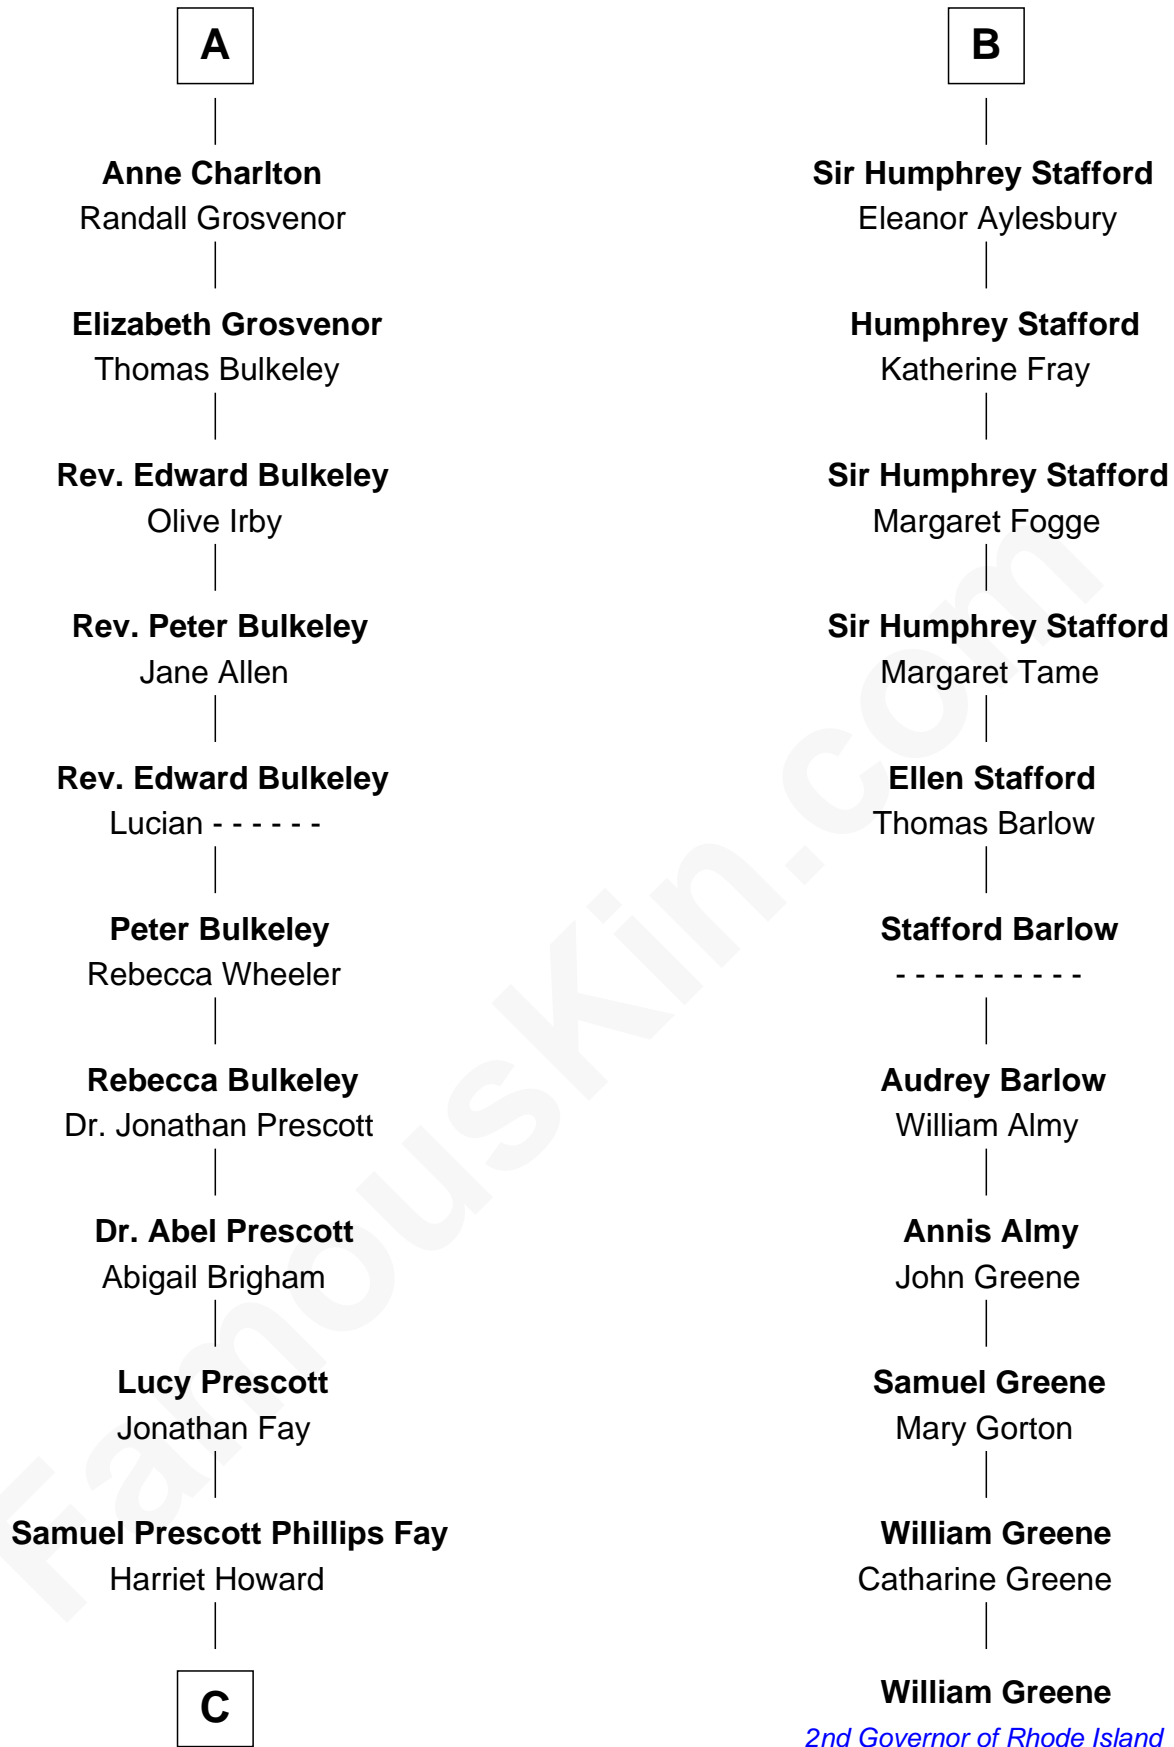 A
Anne Charlton
Randall Grosvenor
Elizabeth Grosvenor
Thomas Bulkeley
Rev. Edward Bulkeley
Olive Irby
Rev. Peter Bulkeley
Jane Allen
Rev. Edward Bulkeley
Lucian - - - - - -
Peter Bulkeley
Rebecca Wheeler
Rebecca Bulkeley
Dr. Jonathan Prescott
Dr. Abel Prescott
Abigail Brigham
Lucy Prescott
Jonathan Fay
Samuel Prescott Phillips Fay
Harriet Howard
C
B
Sir Humphrey Stafford
Eleanor Aylesbury
Humphrey Stafford
Katherine Fray
Sir Humphrey Stafford
Margaret Fogge
Sir Humphrey Stafford
Margaret Tame
Ellen Stafford
Thomas Barlow
Stafford Barlow
- - - - - - - - - -
Audrey Barlow
William Almy
Annis Almy
John Greene
Samuel Greene
Mary Gorton
William Greene
Catharine Greene
William Greene
2nd Governor of Rhode Island
FamousKin.com